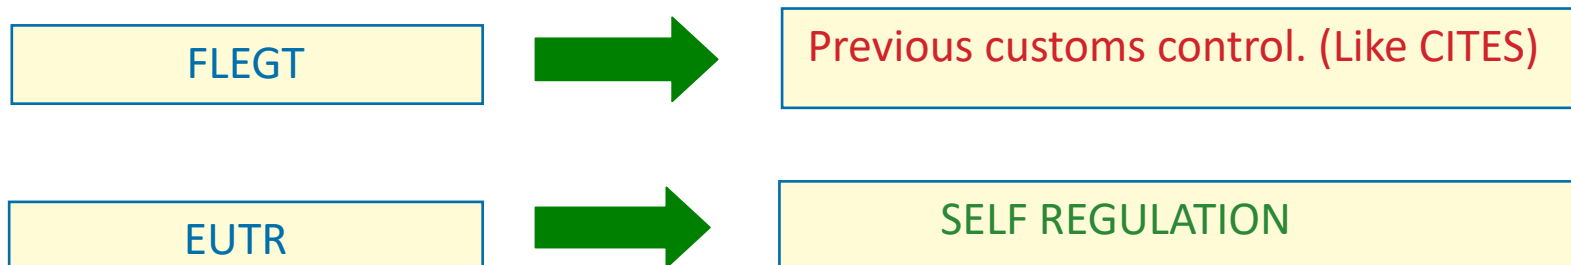 FLEGT
Previous customs control. (Like CITES)
EUTR
SELF REGULATION